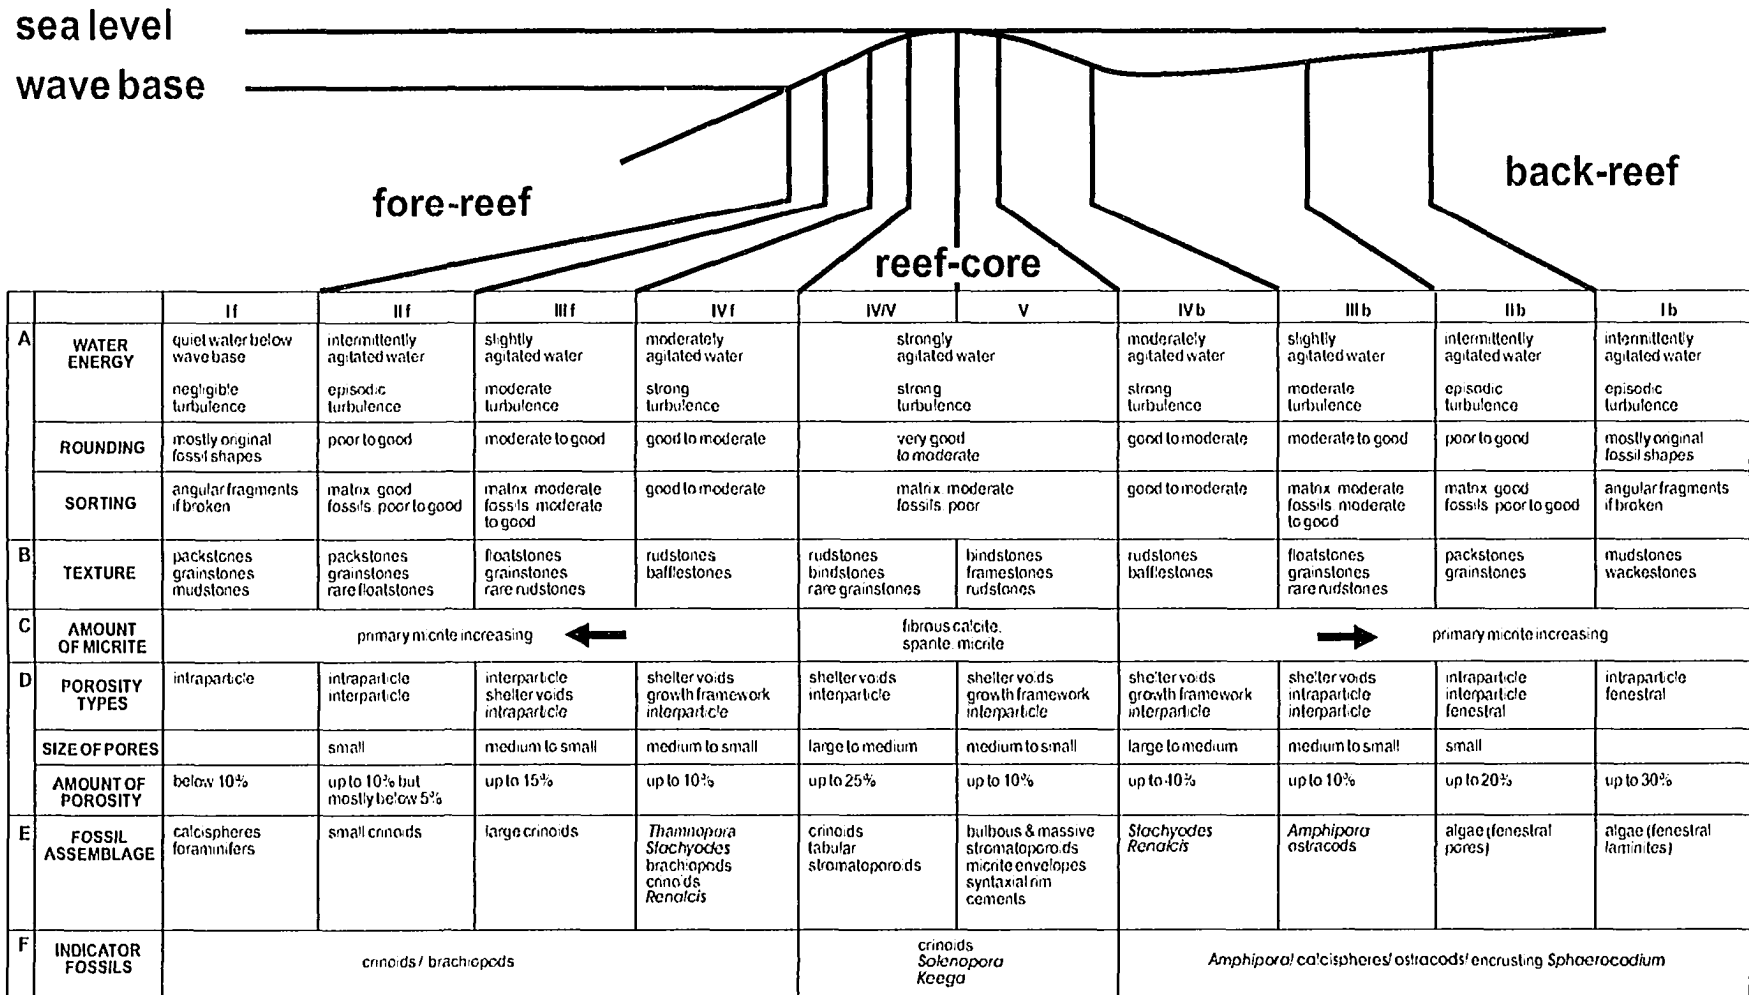 sea level
wave base
fore-reef
back-reef
reef-core
I f
II f
III f
IV f
IV/V
V
IV b
III b
II b
I b
A
WATER
ENERGY
quiet water below
wave base
negligible
turbulence
intermittently
agitated water
episodic
turbulence
slightly
agitated water
moderate
turbulence
moderately
agitated water
strong
turbulence
strongly
agitated water
strong
turbulence
moderately
agitated water
strong
turbulence
slightly
agitated water
moderate
turbulence
intermittently
agitated water
episodic
turbulence
intermittently
agitated water
episodic
turbulence
ROUNDING
mostly original
fossil shapes
poor to good
moderate to good
good to moderate
very good
to moderate
good to moderate
moderate to good
poor to good
mostly original
fossil shapes
SORTING
angular fragments
if broken
matrix good
fossils poor to good
matrix moderate
fossils moderate
to good
good to moderate
matrix moderate
fossils poor
good to moderate
matrix moderate
fossils moderate
to good
matrix good
fossils poor to good
angular fragments
if broken
B
TEXTURE
packstones
grainstones
mudstones
packstones
grainstones
rare floatstones
floatstones
grainstones
rare rudstones
rudstones
bafflestones
rudstones
bindstones
rare grainstones
bindstones
framestones
rudstones
rudstones
bafflestones
floatstones
grainstones
rare rudstones
packstones
grainstones
mudstones
wackestones
C
AMOUNT
OF MICRITE
primary micrite increasing
fibrous calcite,
sparite, micrite
primary micrite increasing
D
POROSITY
TYPES
intraparticle
intraparticle
interparticle
interparticle
shelter voids
intraparticle
shelter voids
growth framework
interparticle
shelter voids
interparticle
shelter voids
growth framework
interparticle
shelter voids
growth framework
interparticle
shelter voids
intraparticle
interparticle
intraparticle
interparticle
fenestral
intraparticle
fenestral
SIZE OF PORES
small
medium to small
medium to small
large to medium
medium to small
large to medium
medium to small
small
AMOUNT OF
POROSITY
below 10%
up to 10% but
mostly below 5%
up to 15%
up to 10%
up to 25%
up to 10%
up to 40%
up to 10%
up to 20%
up to 30%
E
FOSSIL
ASSEMBLAGE
calcispheres
foraminifers
small crinoids
large crinoids
Thamnopora
Stachyodes
brachiopods
crinoids
Renalcis
crinoids
tabular
stromatoporoids
bulbous & massive
stromatoporoids
micrite envelopes
syntaxial rim
cements
Stachyodes
Renalcis
Amphipora
ostracods
algae (fenestral
pores)
algae (fenestral
laminites)
F
INDICATOR
FOSSILS
crinoids / brachiopods
crinoids
Solenopora
Keega
Amphipora/ calcispheres/ ostracods/ encrusting Sphaerocodium